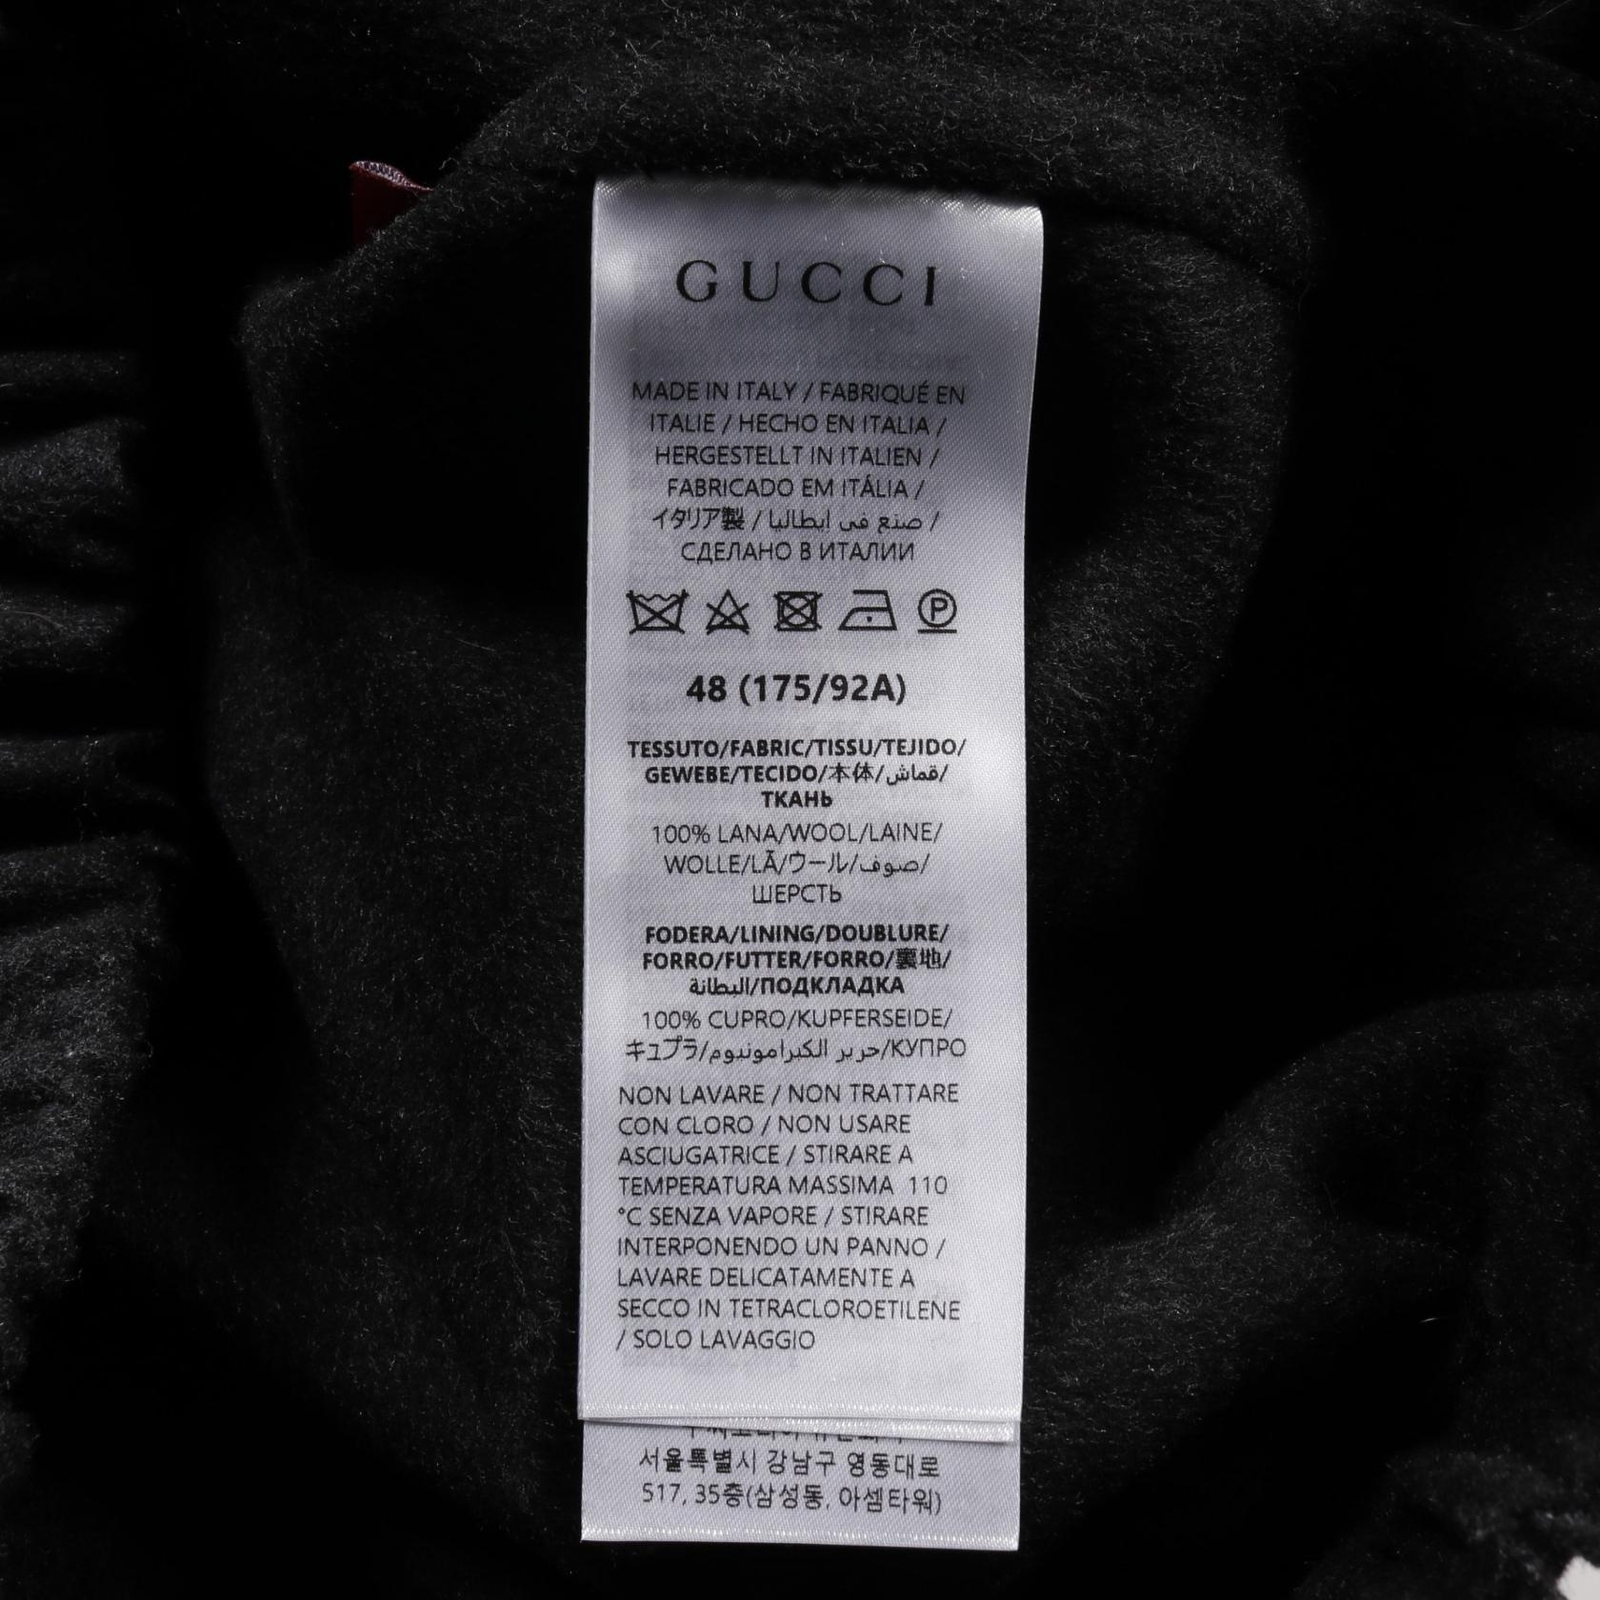 GUCCI
MADE IN ITALY / FABRIQUÉ EN
ITALIE / HECHO EN ITALIA /
HERGESTELLT IN ITALIEN /
FABRICADO EM ITÁLIA /
イタリア製 / صنع في ايطاليا /
СДЕЛАНО В ИТАЛИИ
P
48 (175/92A)
TESSUTO/FABRIC/TISSU/TEJIDO/
GEWEBE/TECIDO/本体/قماش/
ТКАНЬ
100% LANA/WOOL/LAINE/
WOLLE/LÃ/ウール/صوف/
ШЕРСТЬ
FODERA/LINING/DOUBLURE/
FORRO/FUTTER/FORRO/裏地/
البطانة/ПОДКЛАДКА
100% CUPRO/KUPFERSEIDE/
キュプラ/حرير الكبرامونيوم/КУПРО
NON LAVARE / NON TRATTARE
CON CLORO / NON USARE
ASCIUGATRICE / STIRARE A
TEMPERATURA MASSIMA 110
°C SENZA VAPORE / STIRARE
INTERPONENDO UN PANNO /
LAVARE DELICATAMENTE A
SECCO IN TETRACLOROETILENE
/ SOLO LAVAGGIO
서울특별시 강남구 영동대로
517, 35층(삼성동, 아셈타워)